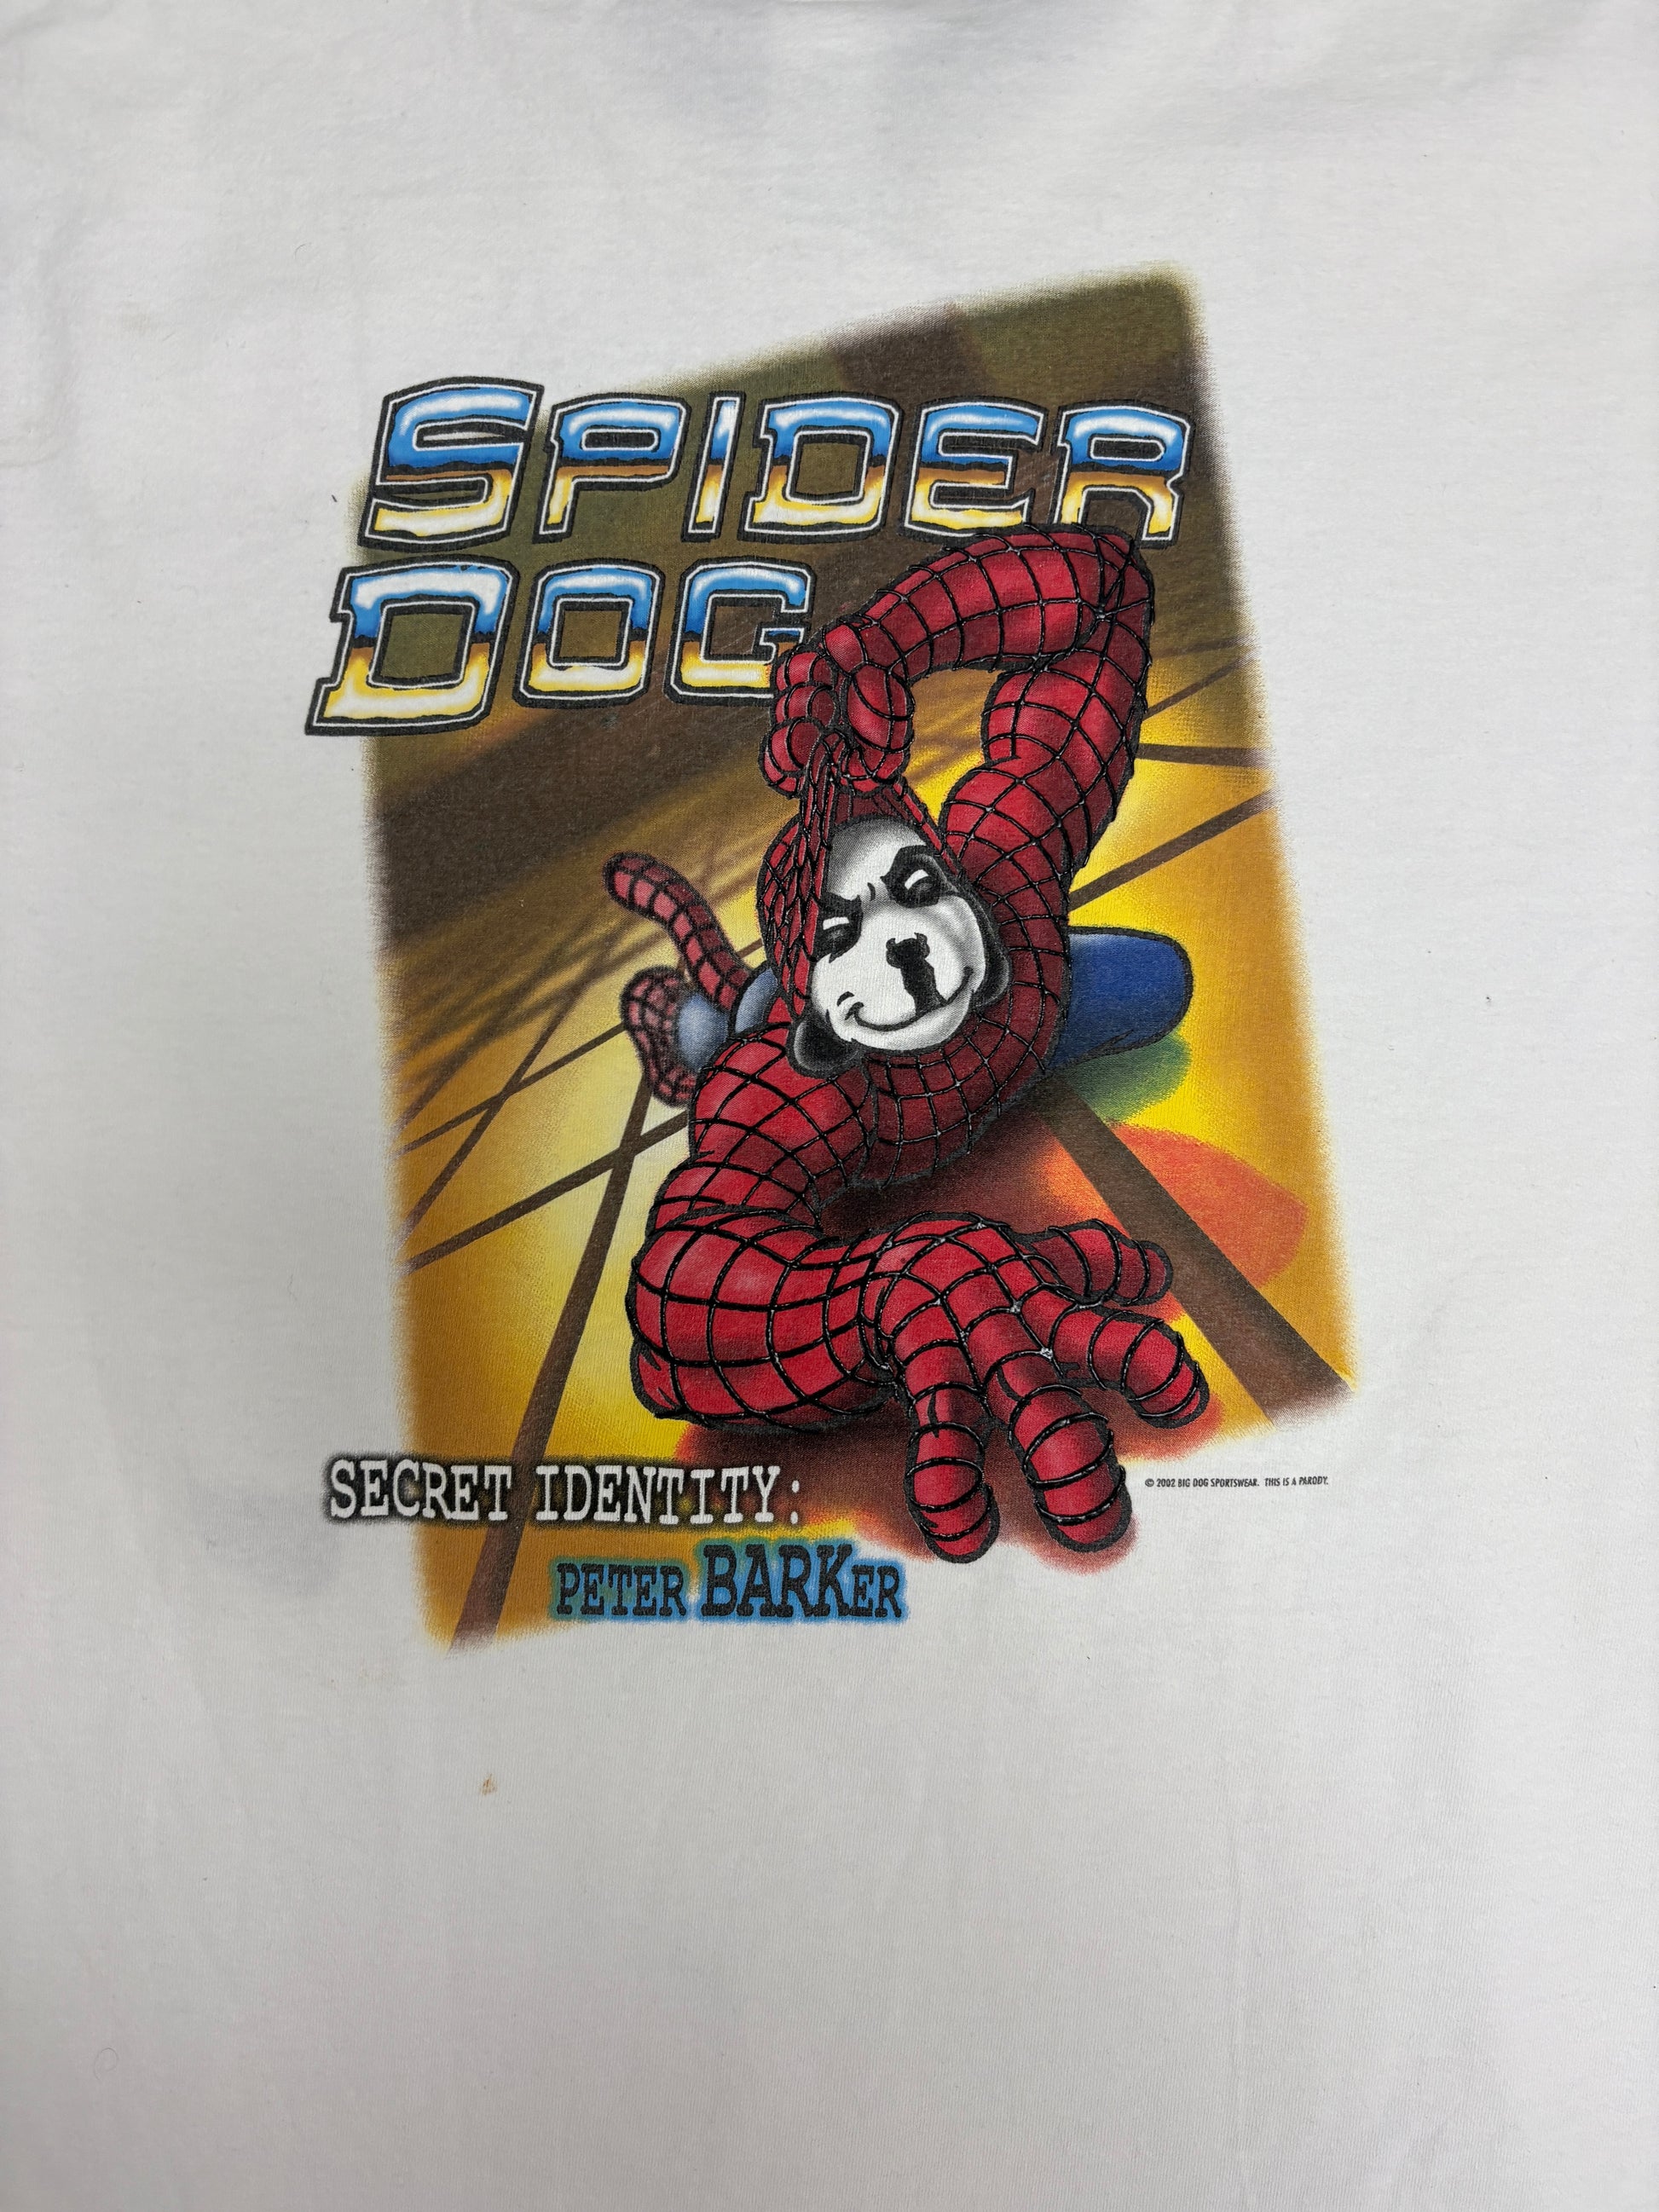 SPIDER
DOG
SECRET IDENTITY:
PETER BARKER
© 2002 BIG DOG SPORTSWEAR. THIS IS A PARODY.